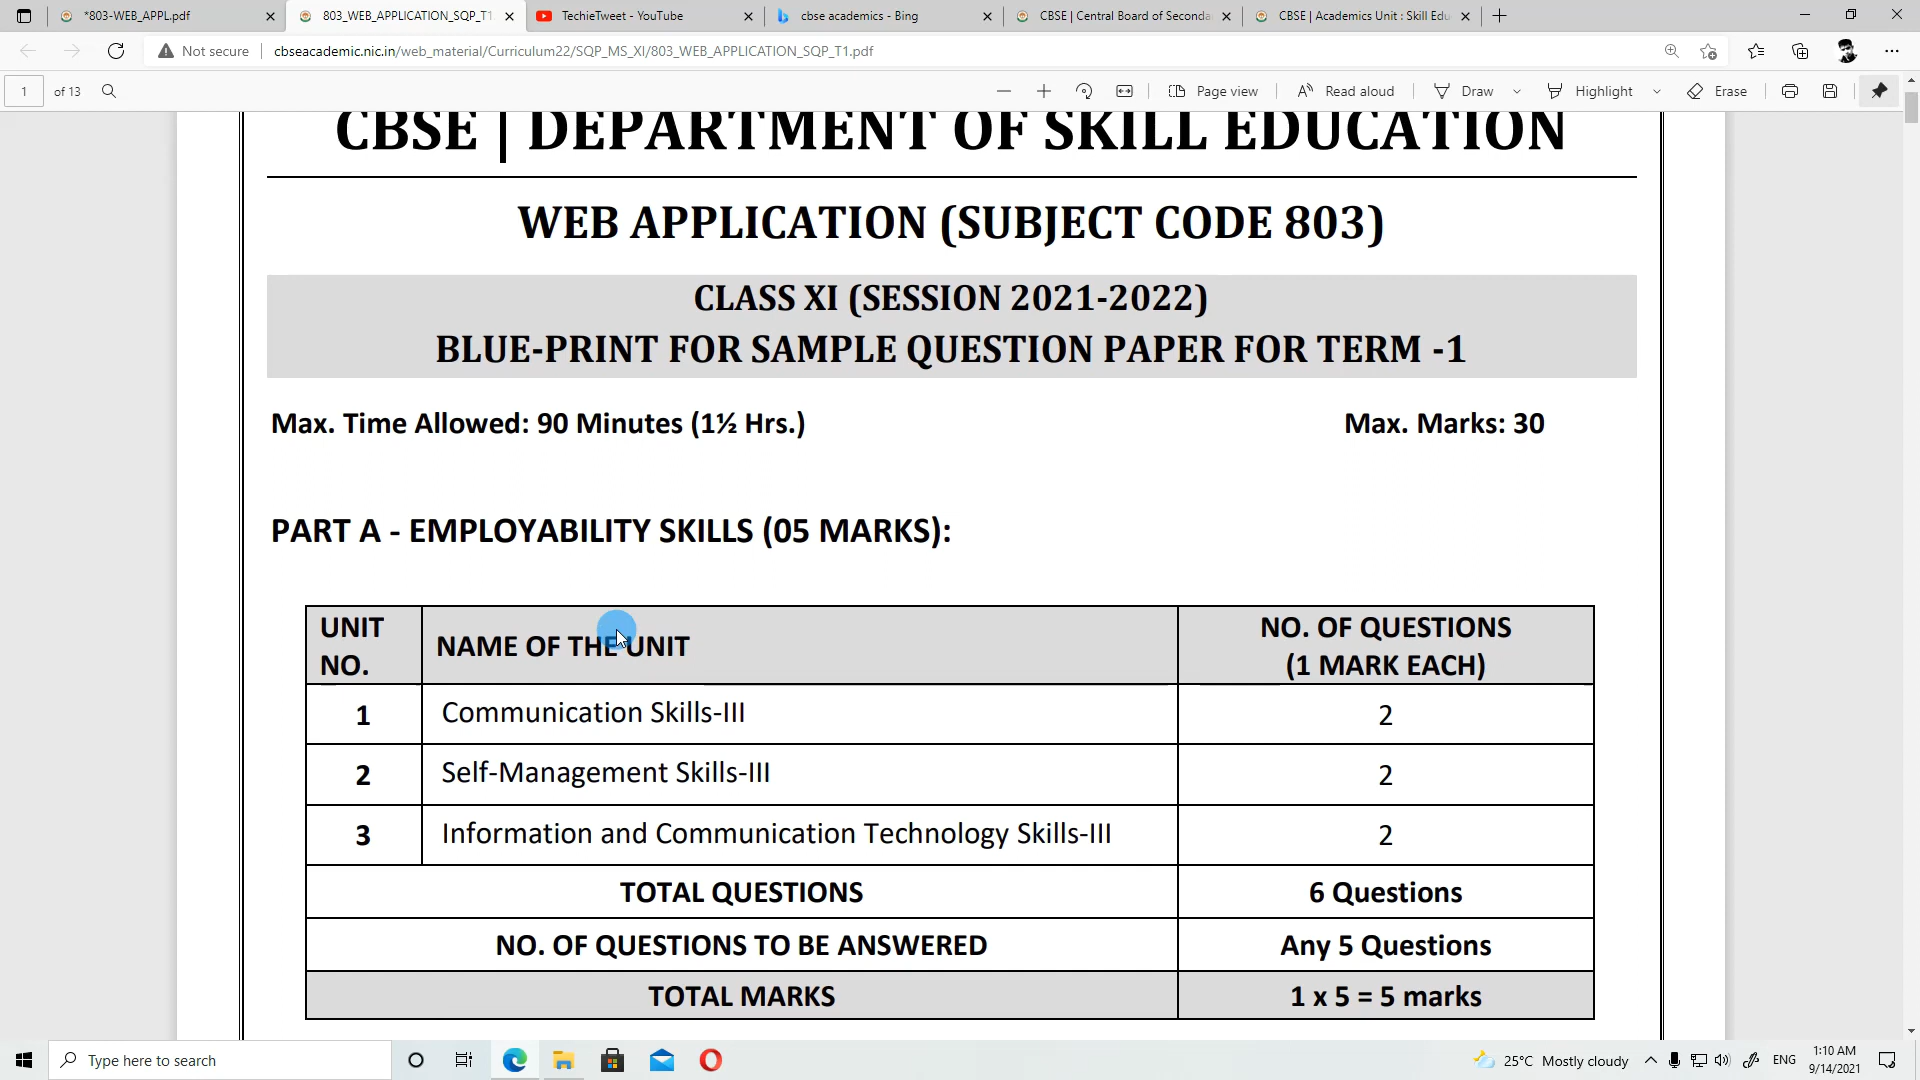 *803-WEB_APPL.pdf
803_WEB_APPLICATION_SQP_T1
TechieTweet - YouTube
cbse academics - Bing
CBSE | Central Board of Seconda
CBSE | Academics Unit : Skill Edu
Not secure
cbseacademic.nic.in/web_material/Curriculum22/SQP_MS_XI/803_WEB_APPLICATION_SQP_T1.pdf
1 of 13
Page view
Read aloud
Draw
Highlight
Erase
CBSE | DEPARTMENT OF SKILL EDUCATION
WEB APPLICATION (SUBJECT CODE 803)
CLASS XI (SESSION 2021-2022)
BLUE-PRINT FOR SAMPLE QUESTION PAPER FOR TERM -1
Max. Time Allowed: 90 Minutes (1½ Hrs.)
Max. Marks: 30
PART A - EMPLOYABILITY SKILLS (05 MARKS):
UNIT
NO.
NAME OF THE UNIT
NO. OF QUESTIONS
(1 MARK EACH)
1
Communication Skills-III
2
2
Self-Management Skills-III
2
3
Information and Communication Technology Skills-III
2
TOTAL QUESTIONS
6 Questions
NO. OF QUESTIONS TO BE ANSWERED
Any 5 Questions
TOTAL MARKS
1 x 5 = 5 marks
Type here to search
25°C Mostly cloudy
ENG
1:10 AM
9/14/2021